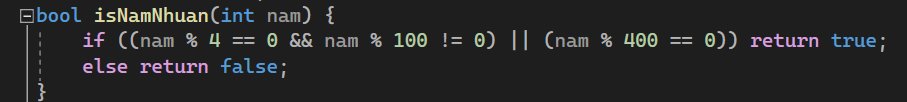 bool isNamNhuan(int nam) {
if ((nam % 4 == 0 && nam % 100 != 0) || (nam % 400 == 0)) return true;
else return false;
}